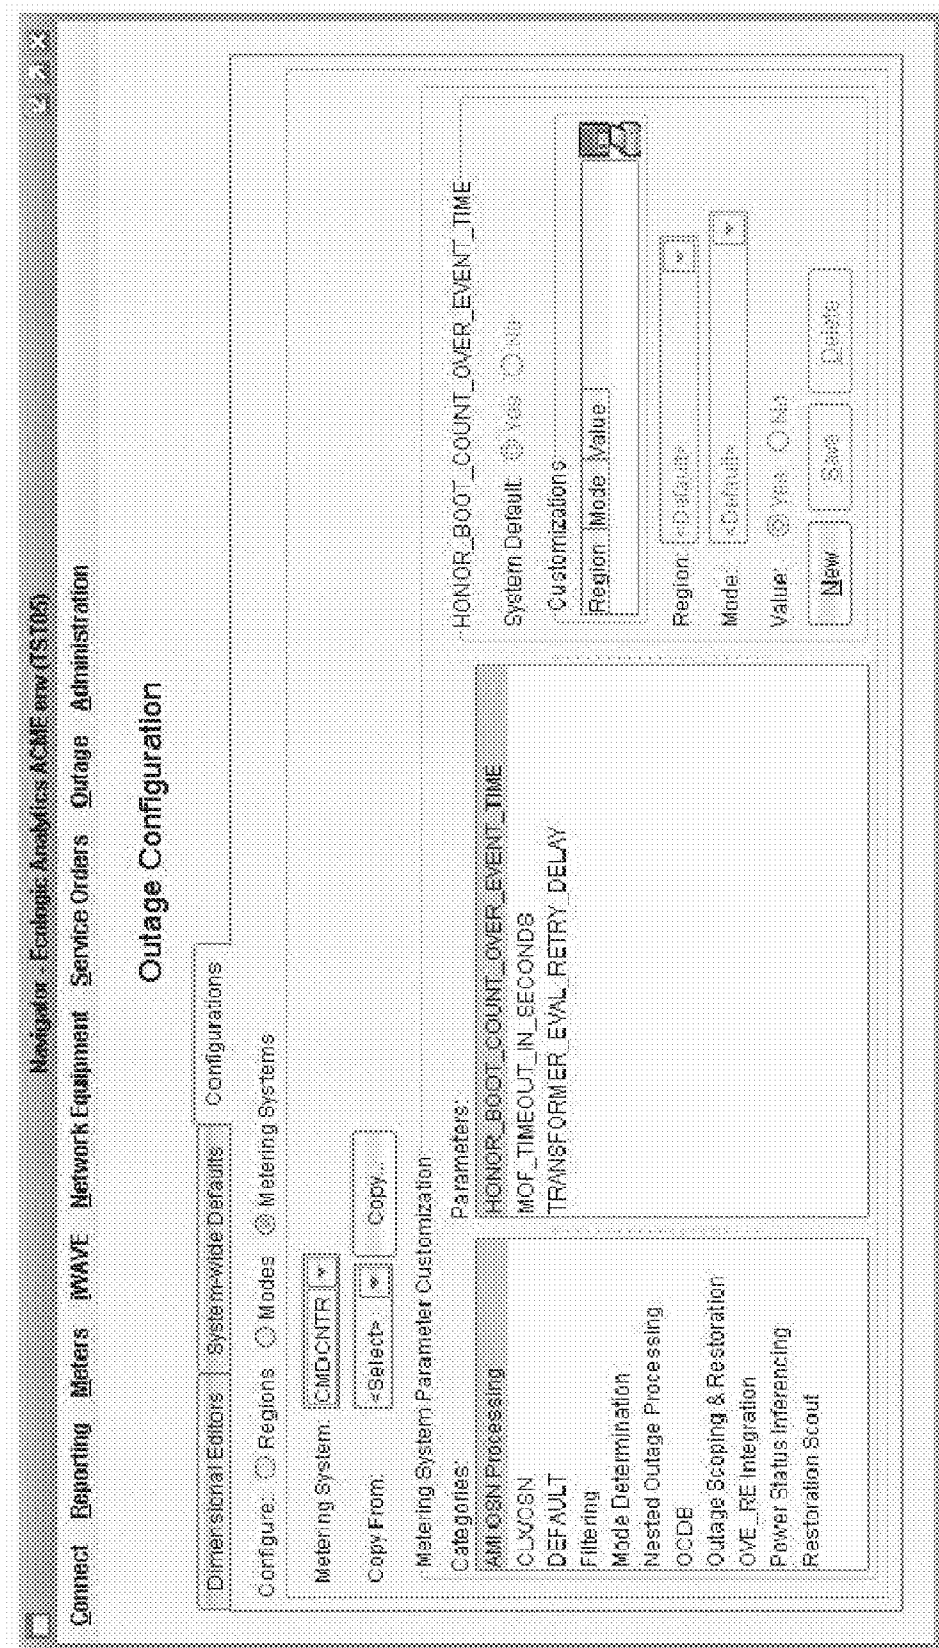 Navigator - Ecologic Analytics ACME env (TST06)
Connect Reporting Meters IWAVE Network Equipment Service Orders Outage Administration
Outage Configuration
Dimensional Editors System-wide Defaults Configurations
Configure: Regions Modes Metering Systems
Metering System: CMDCNTR
Copy From: <Select> Copy...
Metering System Parameter Customization
Categories:
AMI OSN Processing
CLX/OSN
DEFAULT
Filtering
Mode Determination
Nested Outage Processing
OCDB
Outage Scoping & Restoration
OVE_RE Integration
Power Status Inferencing
Restoration Scout
Parameters:
HONOR_BOOT_COUNT_OVER_EVENT_TIME
MOF_TIMEOUT_IN_SECONDS
TRANSFORMER_EVAL_RETRY_DELAY
HONOR_BOOT_COUNT_OVER_EVENT_TIME
System Default: Yes No
Customizations
Region Mode Value
Region: <Default>
Mode: <Default>
Value: Yes No
New Save Delete